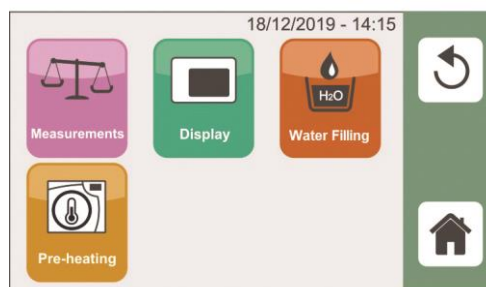 18/12/2019 - 14:15
Measurements
Display
H2O
Water Filling
Pre-heating